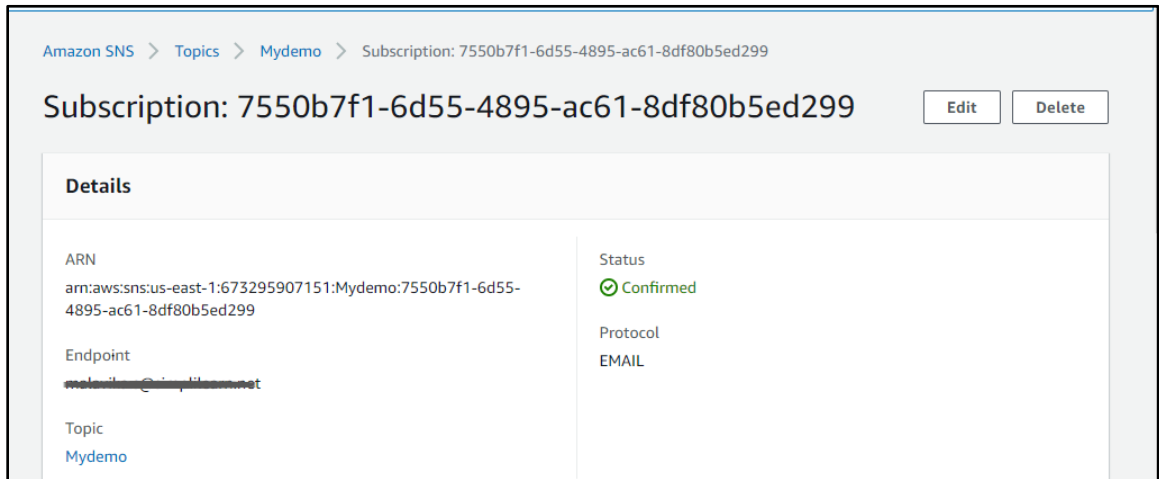 Amazon SNS > Topics > Mydemo > Subscription: 7550b7f1-6d55-4895-ac61-8df80b5ed299
Subscription: 7550b7f1-6d55-4895-ac61-8df80b5ed299
Edit
Delete
Details
ARN
arn:aws:sns:us-east-1:673295907151:Mydemo:7550b7f1-6d55-
4895-ac61-8df80b5ed299
Endpoint
Topic
Mydemo
Status
Confirmed
Protocol
EMAIL